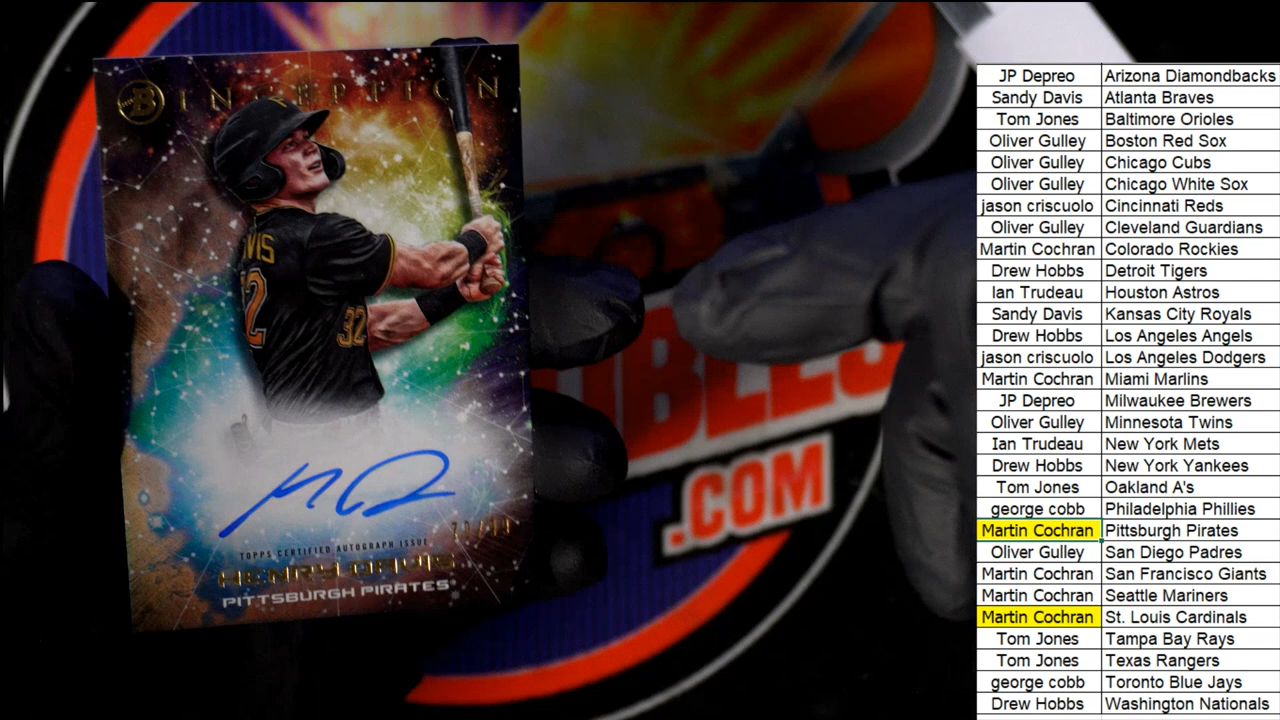 B INCEPTION
VIS
32
TOPPS CERTIFIED AUTOGRAPH ISSUE
HENRY DAVIS
PITTSBURGH PIRATES
.COM
JP Depreo Arizona Diamondbacks
Sandy Davis Atlanta Braves
Tom Jones Baltimore Orioles
Oliver Gulley Boston Red Sox
Oliver Gulley Chicago Cubs
Oliver Gulley Chicago White Sox
jason criscuolo Cincinnati Reds
Oliver Gulley Cleveland Guardians
Martin Cochran Colorado Rockies
Drew Hobbs Detroit Tigers
Ian Trudeau Houston Astros
Sandy Davis Kansas City Royals
Drew Hobbs Los Angeles Angels
jason criscuolo Los Angeles Dodgers
Martin Cochran Miami Marlins
JP Depreo Milwaukee Brewers
Oliver Gulley Minnesota Twins
Ian Trudeau New York Mets
Drew Hobbs New York Yankees
Tom Jones Oakland A's
george cobb Philadelphia Phillies
Martin Cochran Pittsburgh Pirates
Oliver Gulley San Diego Padres
Martin Cochran San Francisco Giants
Martin Cochran Seattle Mariners
Martin Cochran St. Louis Cardinals
Tom Jones Tampa Bay Rays
Tom Jones Texas Rangers
george cobb Toronto Blue Jays
Drew Hobbs Washington Nationals